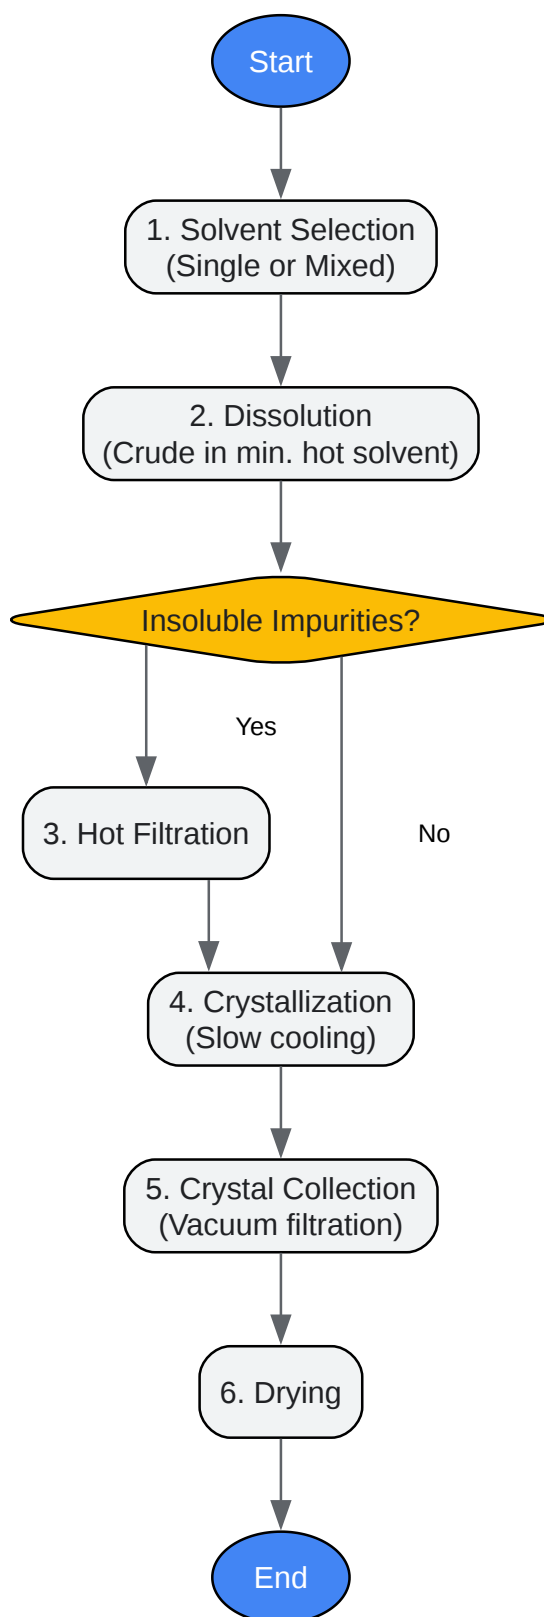 Start
1. Solvent Selection
(Single or Mixed)
2. Dissolution
(Crude in min. hot solvent)
Insoluble Impurities?
Yes
3. Hot Filtration
No
4. Crystallization
(Slow cooling)
5. Crystal Collection
(Vacuum filtration)
6. Drying
End